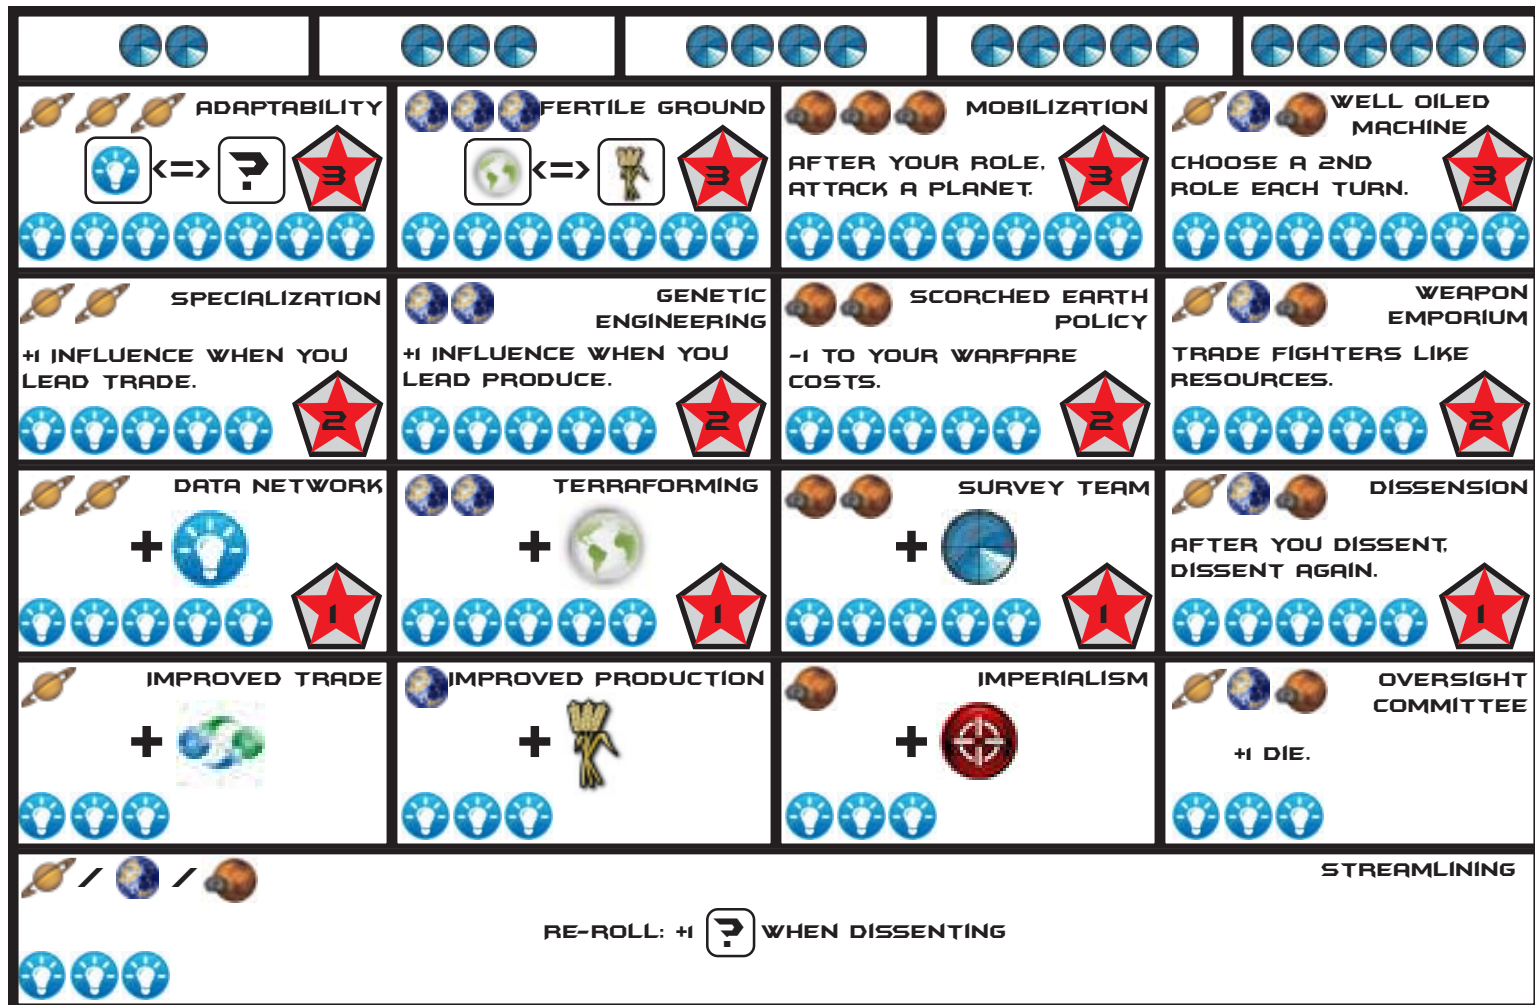 ADAPTABILITY
<=> ?
3
FERTILE GROUND
<=>
3
MOBILIZATION
AFTER YOUR ROLE,
ATTACK A PLANET.
3
WELL OILED
MACHINE
CHOOSE A 2ND
ROLE EACH TURN.
3
SPECIALIZATION
+1 INFLUENCE WHEN YOU
LEAD TRADE.
2
GENETIC
ENGINEERING
+1 INFLUENCE WHEN YOU
LEAD PRODUCE.
2
SCORCHED EARTH
POLICY
-1 TO YOUR WARFARE
COSTS.
2
WEAPON
EMPORIUM
TRADE FIGHTERS LIKE
RESOURCES.
2
DATA NETWORK
+
1
TERRAFORMING
+
1
SURVEY TEAM
+
1
DISSENSION
AFTER YOU DISSENT,
DISSENT AGAIN.
1
IMPROVED TRADE
+
IMPROVED PRODUCTION
+
IMPERIALISM
+
OVERSIGHT
COMMITTEE
+1 DIE.
/ /
STREAMLINING
RE-ROLL: +1 ? WHEN DISSENTING